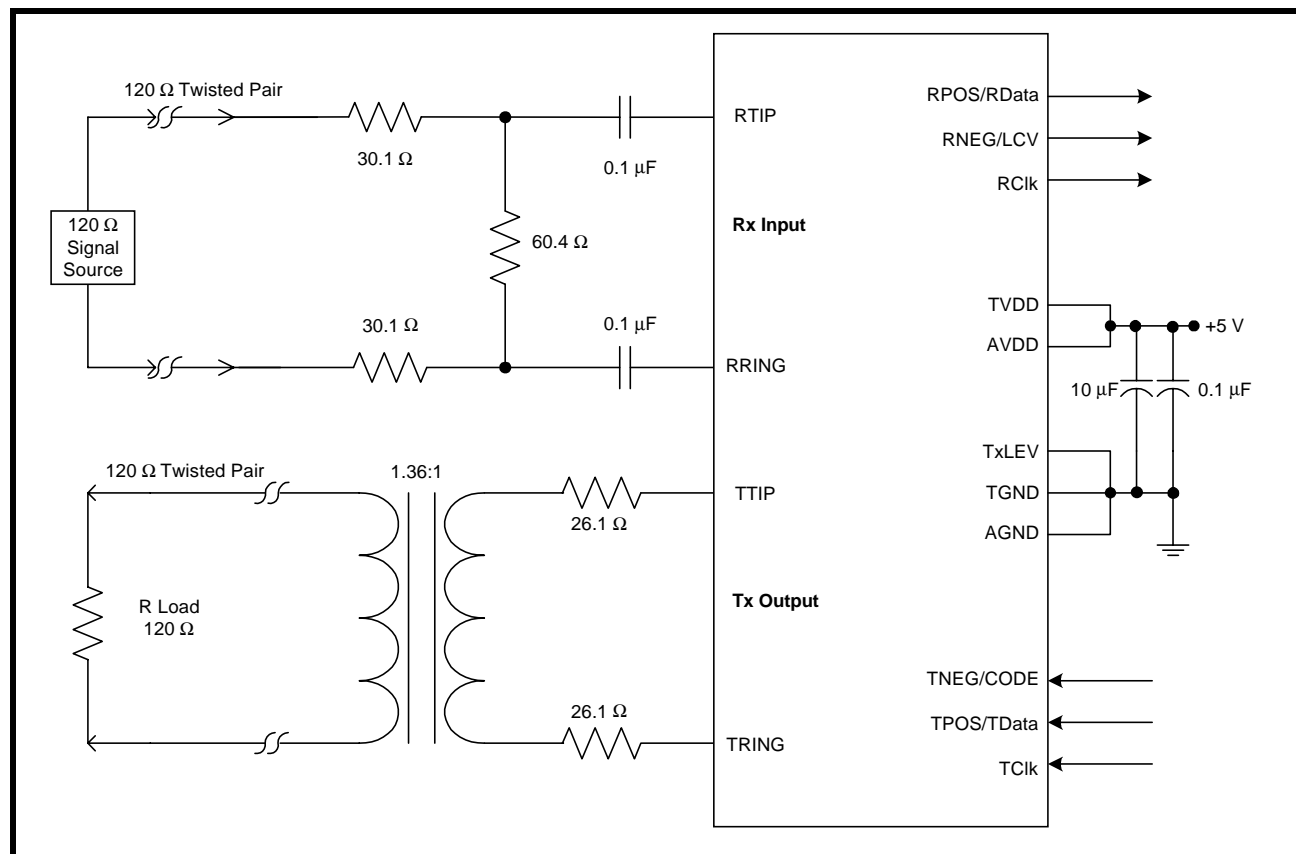 120 Ω Twisted Pair
30.1 Ω
0.1 μF
RTIP
RPOS/RData
RNEG/LCV
RClk
120 Ω
Signal
Source
60.4 Ω
Rx Input
30.1 Ω
0.1 μF
RRING
TVDD
AVDD
+5 V
10 μF
0.1 μF
120 Ω Twisted Pair
1.36:1
26.1 Ω
TTIP
TxLEV
TGND
AGND
R Load
120 Ω
Tx Output
26.1 Ω
TRING
TNEG/CODE
TPOS/TData
TClk